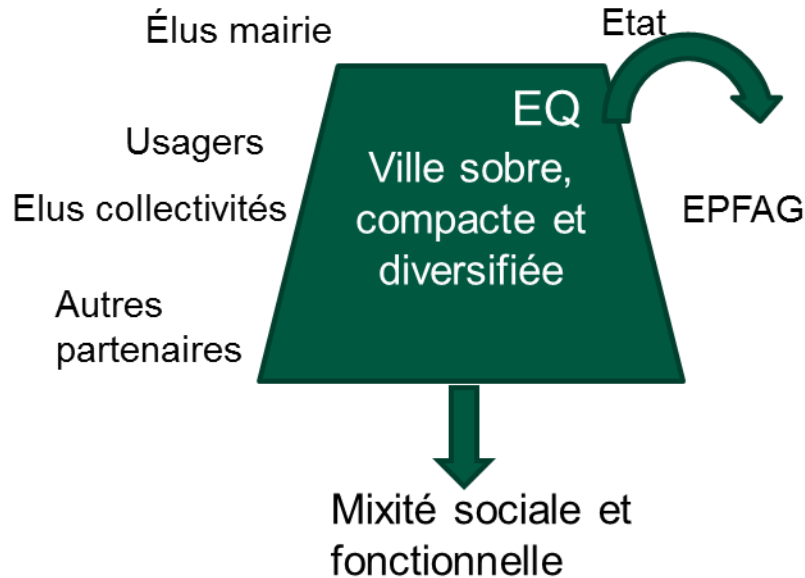 Élus mairie
Etat
EQ
Usagers
Ville sobre,
Elus collectivités
compacte et
EPFAG
diversifiée
Autres
partenaires
Mixité sociale et
fonctionnelle